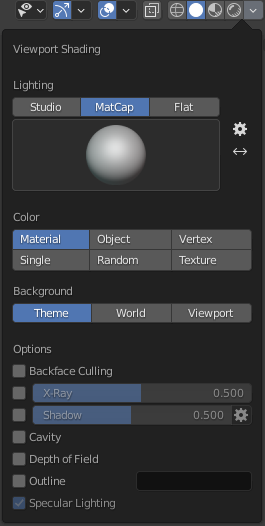 Viewport Shading
Lighting
Studio MatCap Flat
Color
Material Object Vertex
Single Random Texture
Background
Theme World Viewport
Options
Backface Culling
X-Ray 0.500
Shadow 0.500
Cavity
Depth of Field
Outline
Specular Lighting